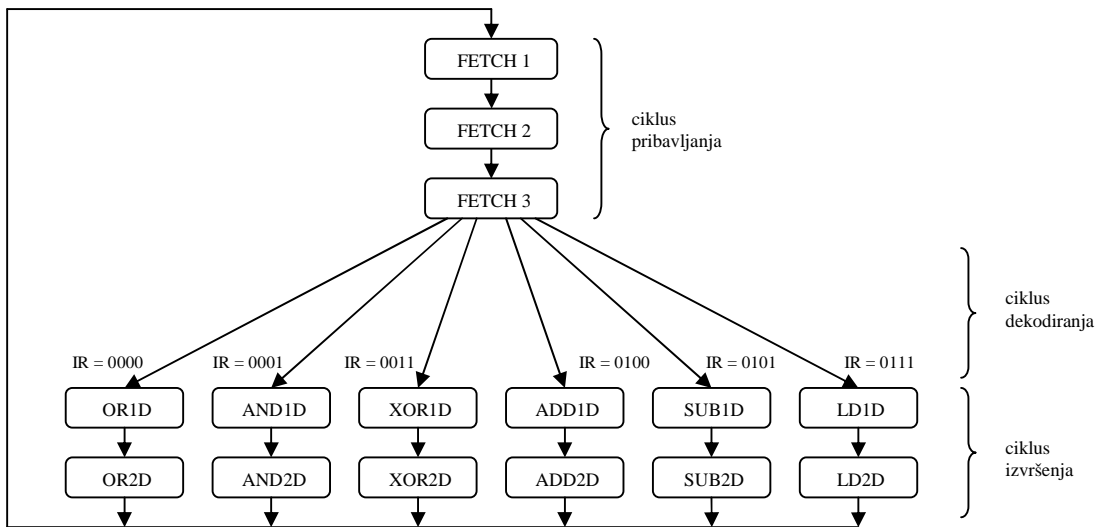 FETCH 1
FETCH 2
FETCH 3
ciklus
pribavljanja
ciklus
dekodiranja
IR = 0000
IR = 0001
IR = 0011
IR = 0100
IR = 0101
IR = 0111
OR1D
AND1D
XOR1D
ADD1D
SUB1D
LD1D
OR2D
AND2D
XOR2D
ADD2D
SUB2D
LD2D
ciklus
izvršenja